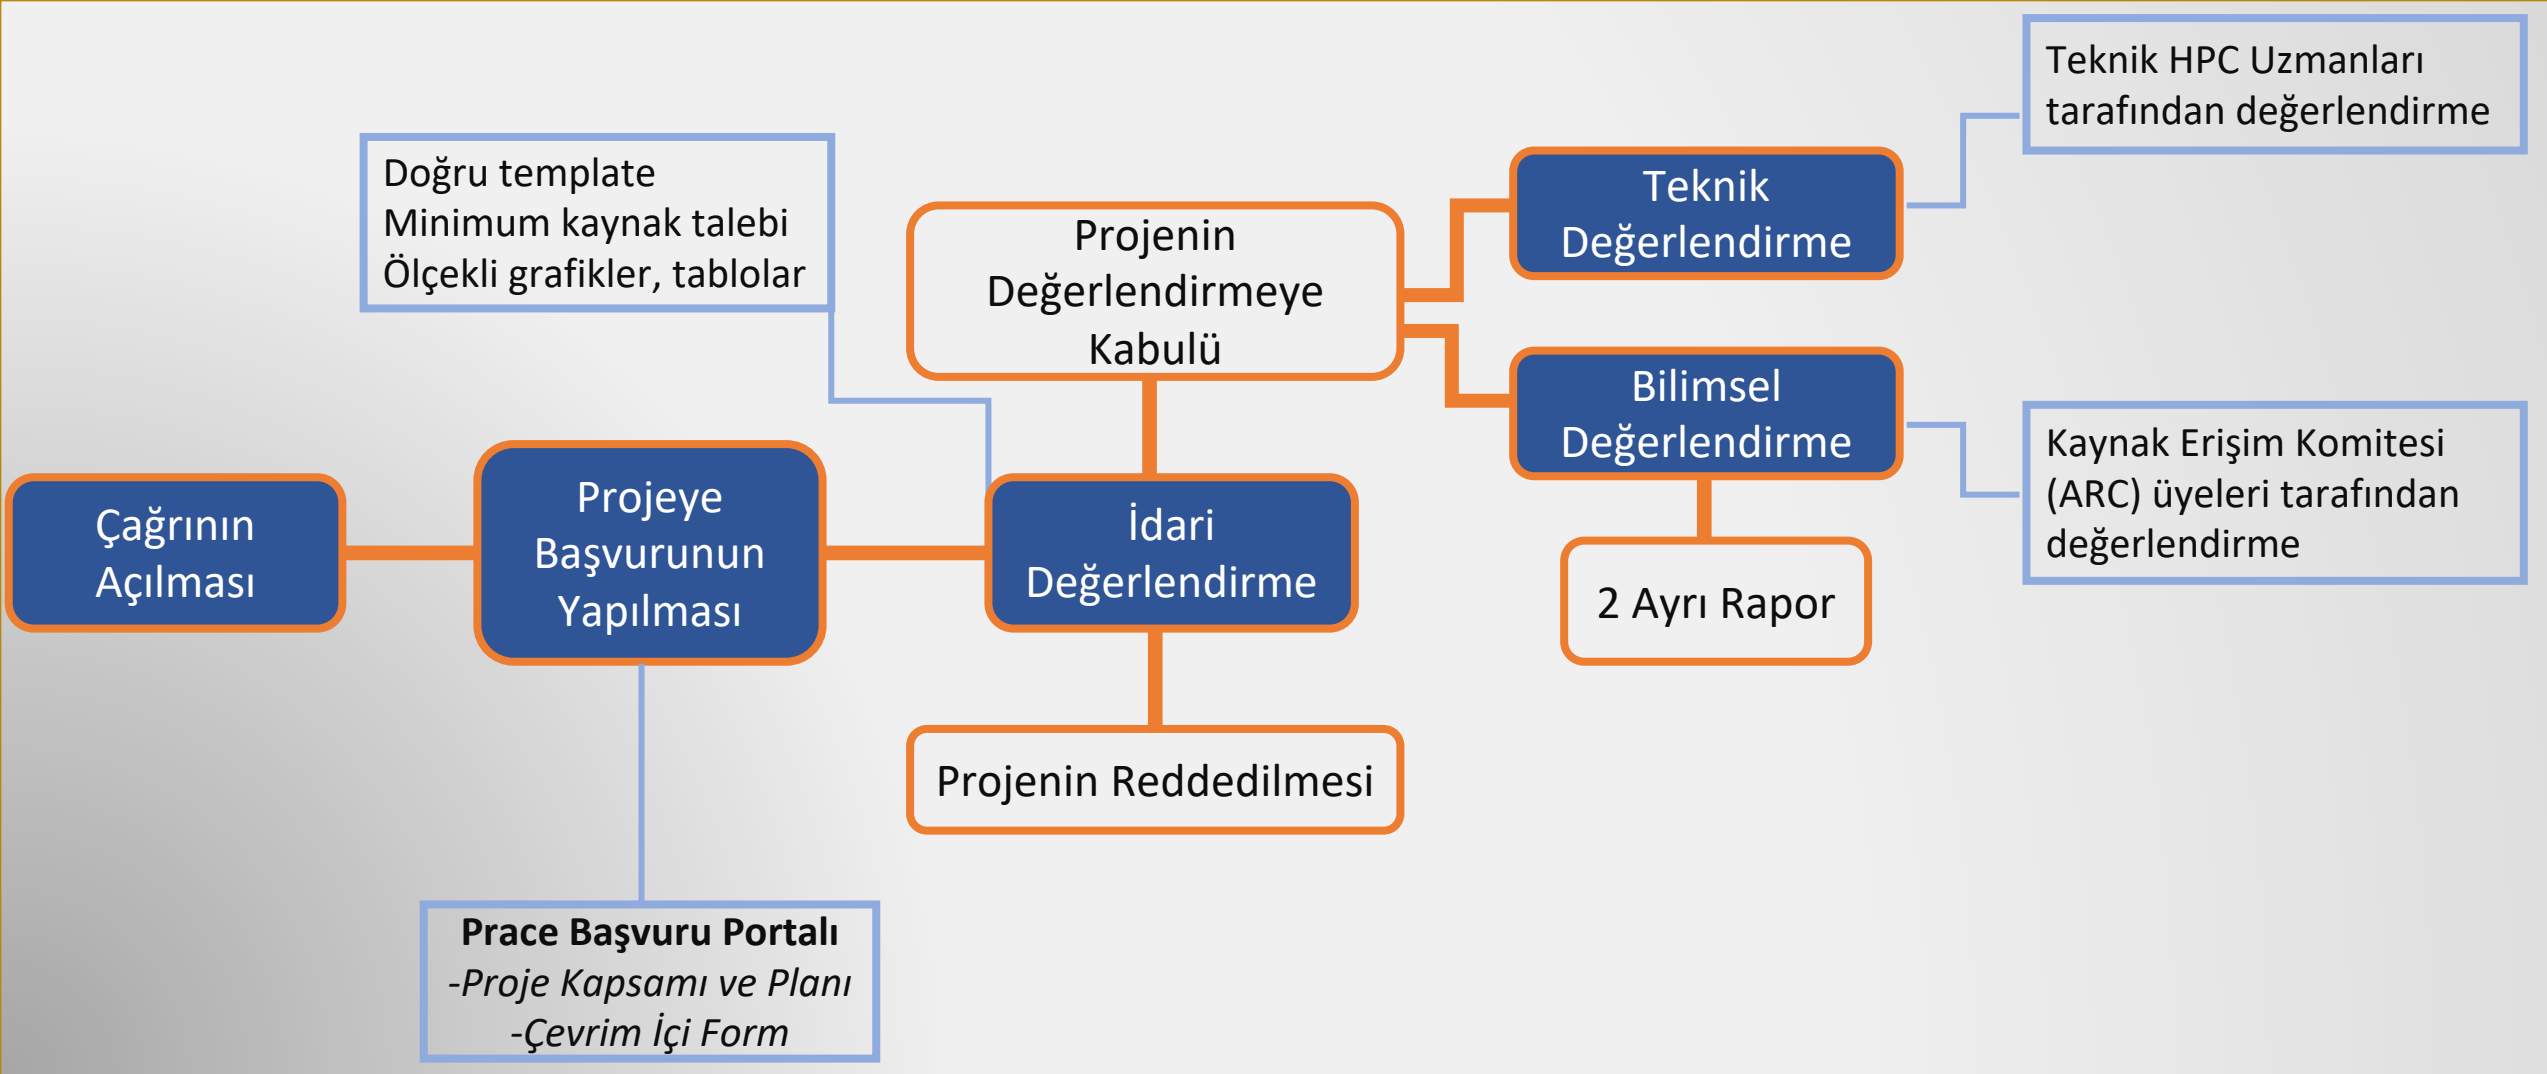 Çağrının
Açılması
Projeye
Başvurunun
Yapılması
Prace Başvuru Portalı
-Proje Kapsamı ve Planı
-Çevrim İçi Form
Doğru template
Minimum kaynak talebi
Ölçekli grafikler, tablolar
İdari
Değerlendirme
Projenin
Değerlendirmeye
Kabulü
Projenin Reddedilmesi
Teknik
Değerlendirme
Teknik HPC Uzmanları
tarafından değerlendirme
Bilimsel
Değerlendirme
Kaynak Erişim Komitesi
(ARC) üyeleri tarafından
değerlendirme
2 Ayrı Rapor